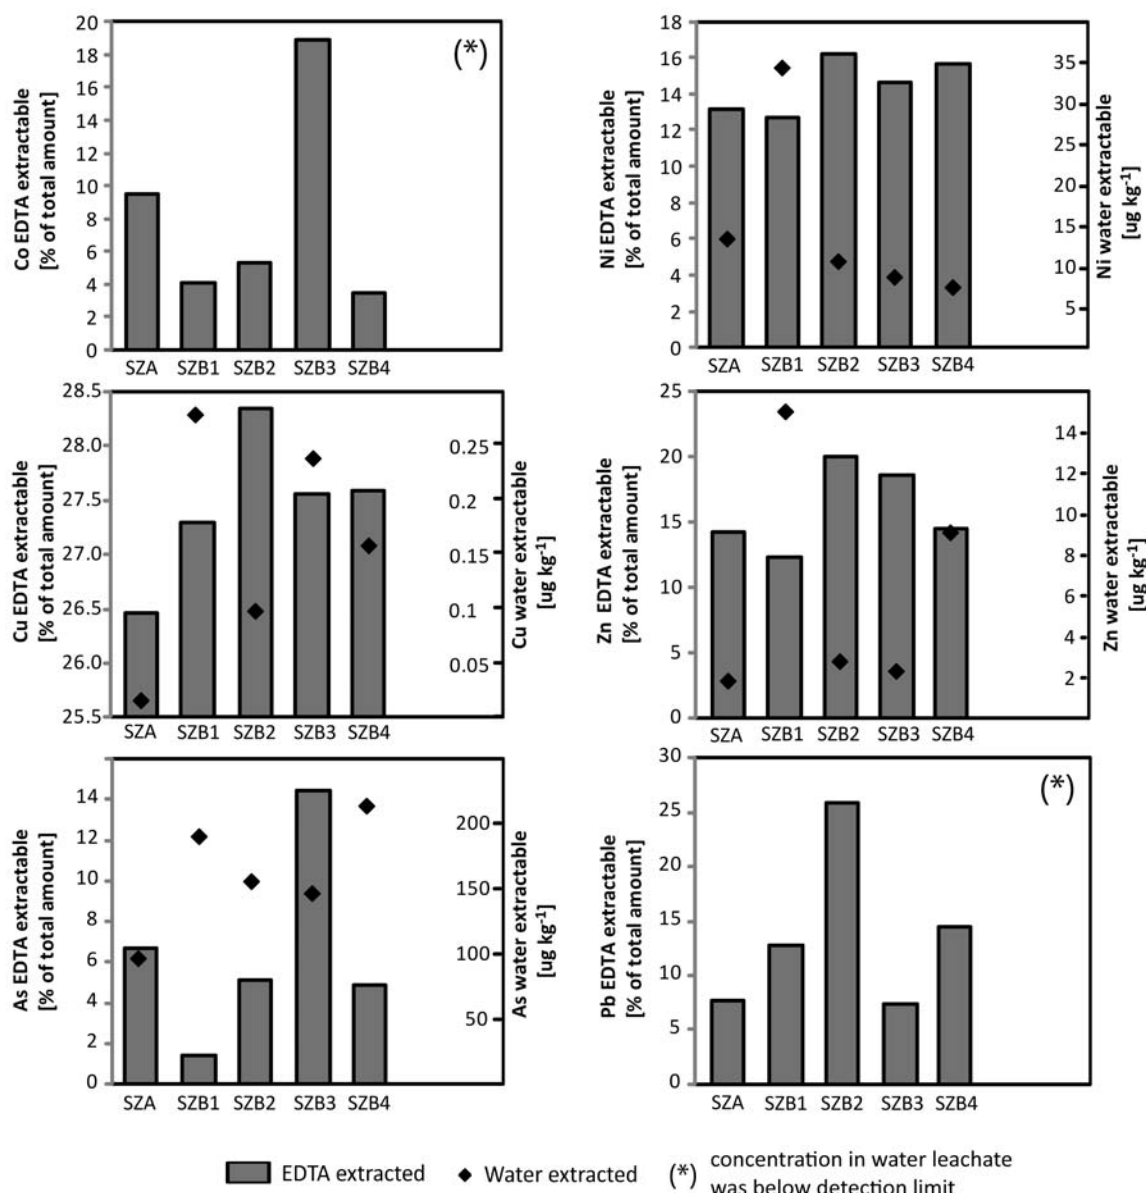 20
18
16
14
12
10
8
6
4
2
0
Co EDTA extractable
[% of total amount]
(*)
SZA SZB1 SZB2 SZB3 SZB4
18
16
14
12
10
8
6
4
2
0
Ni EDTA extractable
[% of total amount]
35
30
25
20
15
10
5
Ni water extractable
[ug kg⁻¹]
SZA SZB1 SZB2 SZB3 SZB4
28.5
28.0
27.5
27.0
26.5
26.0
25.5
Cu EDTA extractable
[% of total amount]
0.25
0.2
0.15
0.1
0.05
Cu water extractable
[ug kg⁻¹]
SZA SZB1 SZB2 SZB3 SZB4
25
20
15
10
5
0
Zn EDTA extractable
[% of total amount]
14
12
10
8
6
4
2
Zn water extractable
[ug kg⁻¹]
SZA SZB1 SZB2 SZB3 SZB4
14
12
10
8
6
4
2
0
As EDTA extractable
[% of total amount]
200
150
100
50
As water extractable
[ug kg⁻¹]
SZA SZB1 SZB2 SZB3 SZB4
30
25
20
15
10
5
0
Pb EDTA extractable
[% of total amount]
(*)
SZA SZB1 SZB2 SZB3 SZB4
EDTA extracted Water extracted (*) concentration in water leachate
was below detection limit